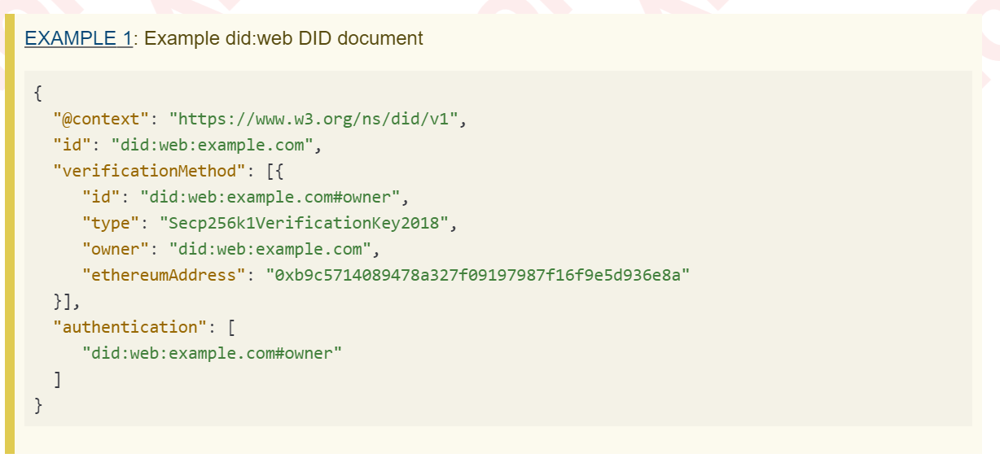 EXAMPLE 1: Example did:web DID document
{
  "@context": "https://www.w3.org/ns/did/v1",
  "id": "did:web:example.com",
  "verificationMethod": [{
     "id": "did:web:example.com#owner",
     "type": "Secp256k1VerificationKey2018",
     "owner": "did:web:example.com",
     "ethereumAddress": "0xb9c5714089478a327f09197987f16f9e5d936e8a"
  }],
  "authentication": [
     "did:web:example.com#owner"
  ]
}